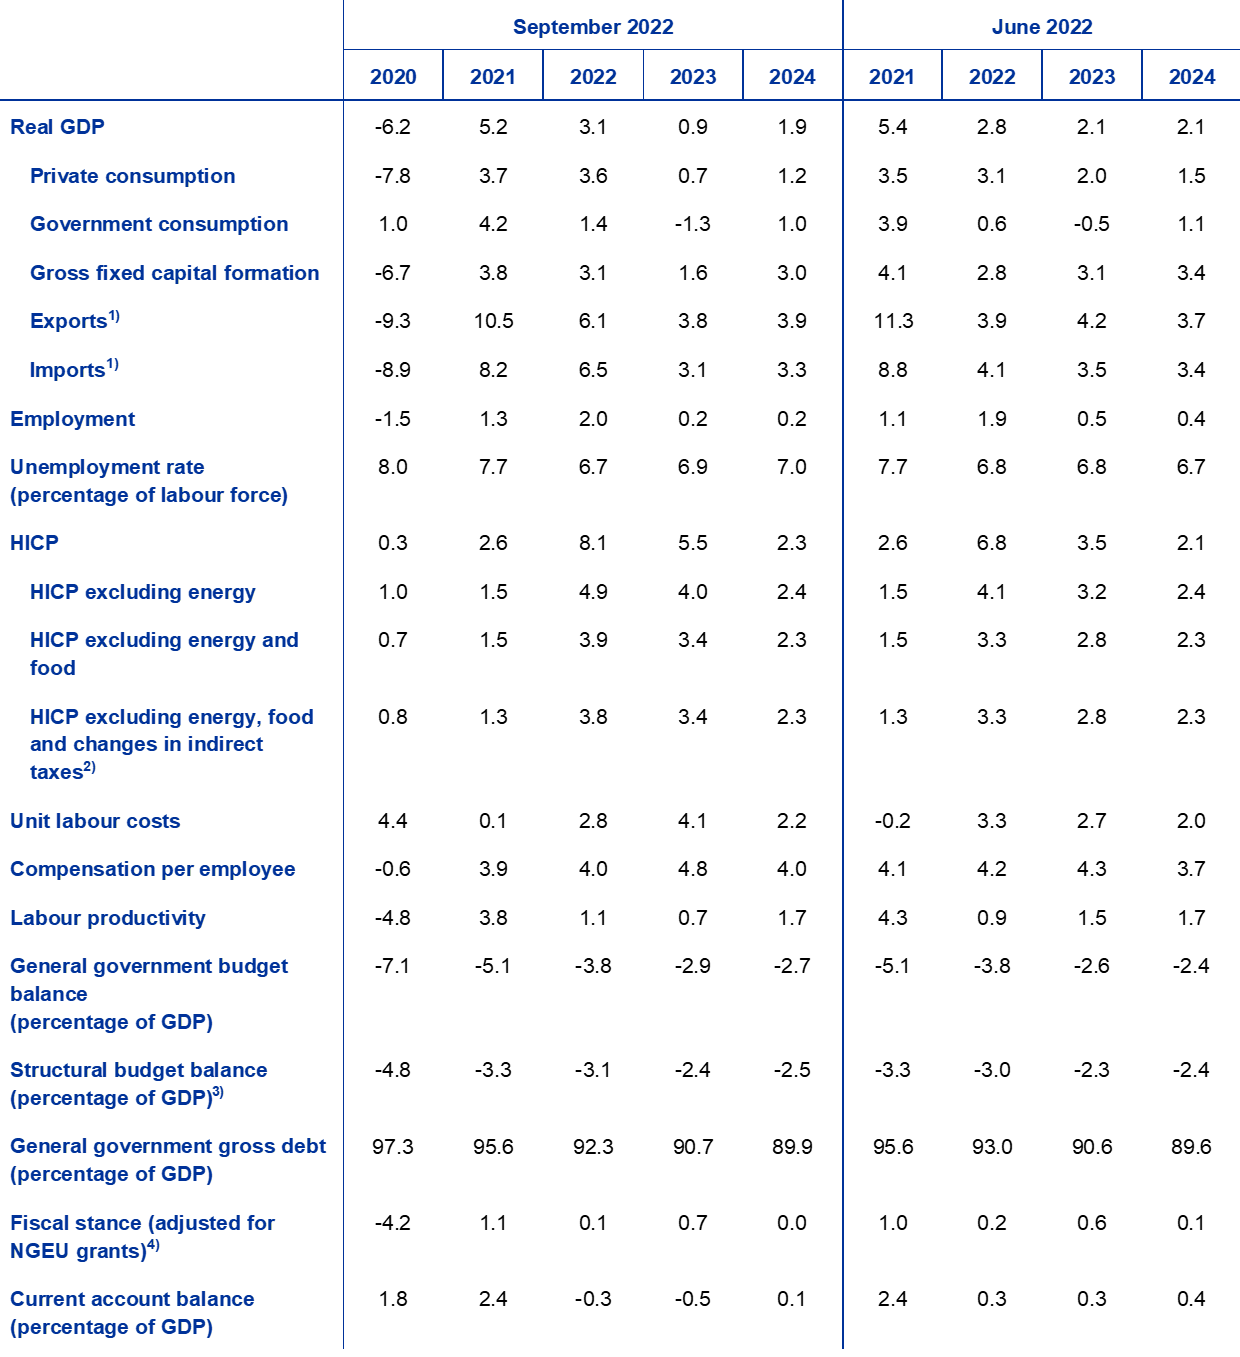 September 2022 June 2022
2020 2021 2022 2023 2024 2021 2022 2023 2024
Real GDP -6.2 5.2 3.1 0.9 1.9 5.4 2.8 2.1 2.1
Private consumption -7.8 3.7 3.6 0.7 1.2 3.5 3.1 2.0 1.5
Government consumption 1.0 4.2 1.4 -1.3 1.0 3.9 0.6 -0.5 1.1
Gross fixed capital formation -6.7 3.8 3.1 1.6 3.0 4.1 2.8 3.1 3.4
Exports1) -9.3 10.5 6.1 3.8 3.9 11.3 3.9 4.2 3.7
Imports1) -8.9 8.2 6.5 3.1 3.3 8.8 4.1 3.5 3.4
Employment -1.5 1.3 2.0 0.2 0.2 1.1 1.9 0.5 0.4
Unemployment rate 8.0 7.7 6.7 6.9 7.0 7.7 6.8 6.8 6.7
(percentage of labour force)
HICP 0.3 2.6 8.1 5.5 2.3 2.6 6.8 3.5 2.1
HICP excluding energy 1.0 1.5 4.9 4.0 2.4 1.5 4.1 3.2 2.4
HICP excluding energy and 0.7 1.5 3.9 3.4 2.3 1.5 3.3 2.8 2.3
food
HICP excluding energy, food 0.8 1.3 3.8 3.4 2.3 1.3 3.3 2.8 2.3
and changes in indirect
taxes2)
Unit labour costs 4.4 0.1 2.8 4.1 2.2 -0.2 3.3 2.7 2.0
Compensation per employee -0.6 3.9 4.0 4.8 4.0 4.1 4.2 4.3 3.7
Labour productivity -4.8 3.8 1.1 0.7 1.7 4.3 0.9 1.5 1.7
General government budget -7.1 -5.1 -3.8 -2.9 -2.7 -5.1 -3.8 -2.6 -2.4
balance
(percentage of GDP)
Structural budget balance -4.8 -3.3 -3.1 -2.4 -2.5 -3.3 -3.0 -2.3 -2.4
(percentage of GDP)3)
General government gross debt 97.3 95.6 92.3 90.7 89.9 95.6 93.0 90.6 89.6
(percentage of GDP)
Fiscal stance (adjusted for -4.2 1.1 0.1 0.7 0.0 1.0 0.2 0.6 0.1
NGEU grants)4)
Current account balance 1.8 2.4 -0.3 -0.5 0.1 2.4 0.3 0.3 0.4
(percentage of GDP)